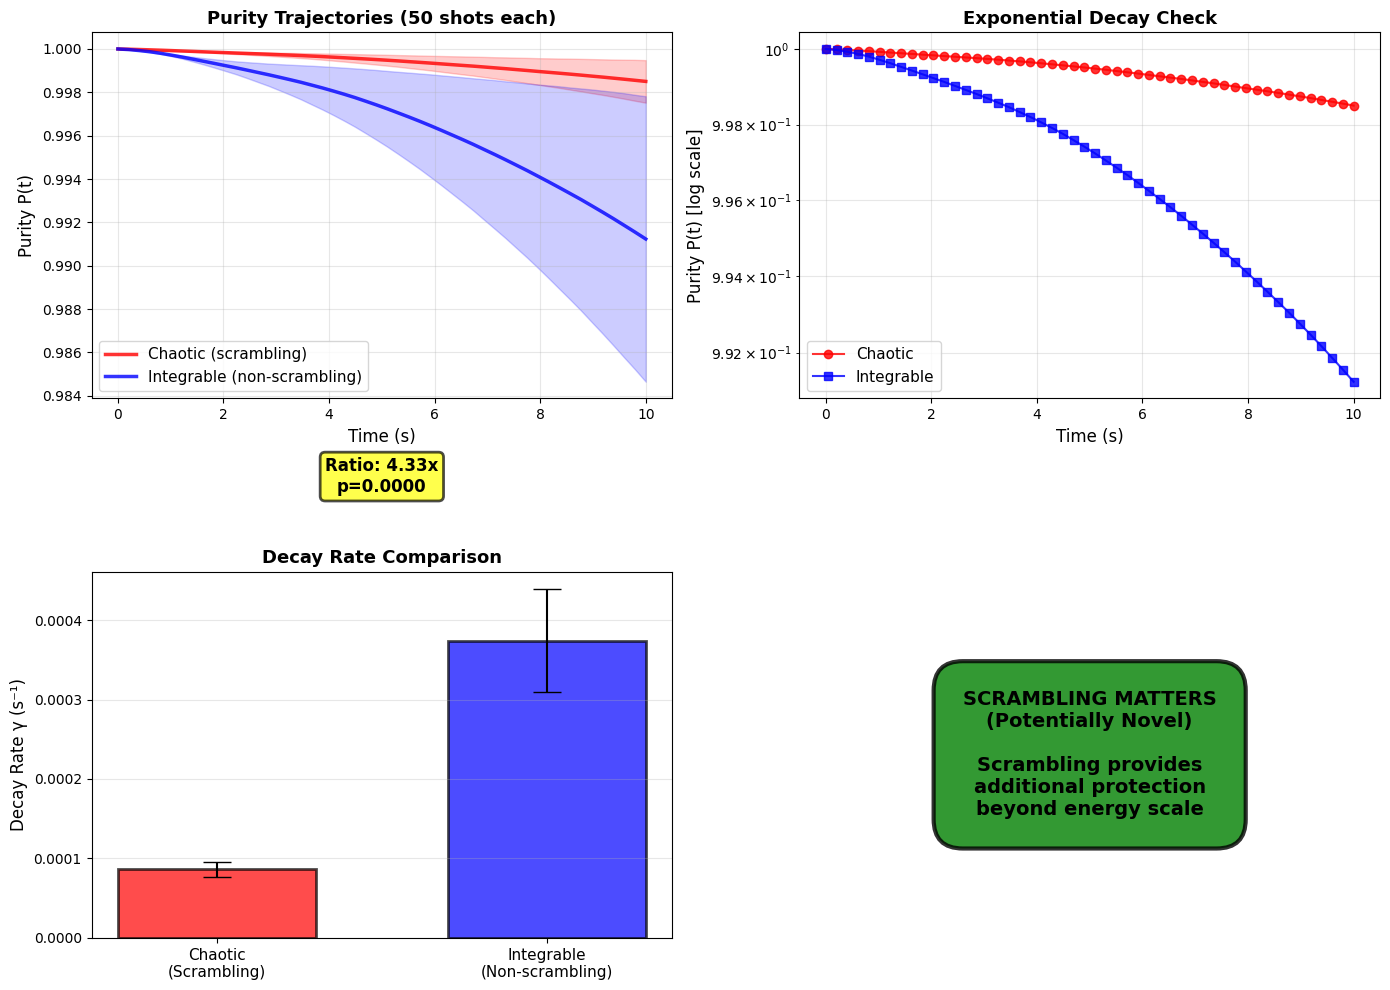 Purity Trajectories (50 shots each)
Purity P(t)
1.000
0.998
0.996
0.994
0.992
0.990
0.988
0.986
0.984
Chaotic (scrambling)
Integrable (non-scrambling)
0 2 4 6 8 10
Time (s)
Ratio: 4.33x
p=0.0000
Exponential Decay Check
Purity P(t) [log scale]
10⁰
9.98 × 10⁻¹
9.96 × 10⁻¹
9.94 × 10⁻¹
9.92 × 10⁻¹
Chaotic
Integrable
0 2 4 6 8 10
Time (s)
Decay Rate Comparison
Decay Rate γ (s⁻¹)
0.0004
0.0003
0.0002
0.0001
0.0000
Chaotic
(Scrambling)
Integrable
(Non-scrambling)
SCRAMBLING MATTERS
(Potentially Novel)
Scrambling provides
additional protection
beyond energy scale